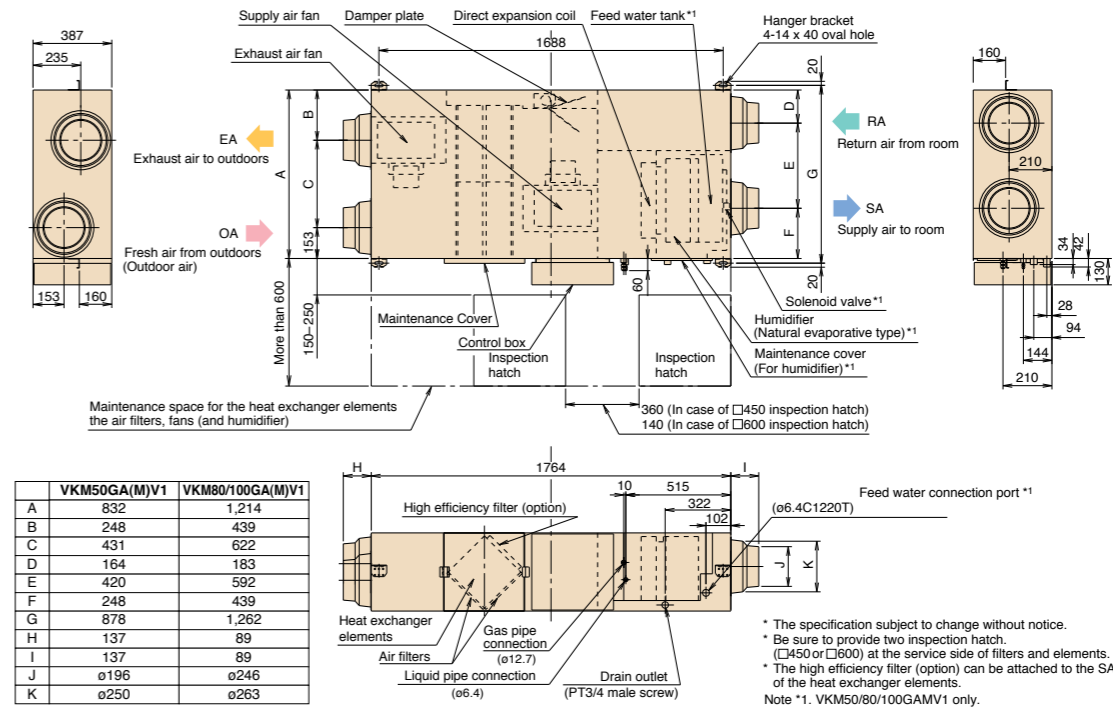 Supply air fan
Damper plate
Direct expansion coil
Feed water tank*1
Hanger bracket
4-14 x 40 oval hole
387
235
Exhaust air fan
1688
20
160
EA
Exhaust air to outdoors
B
A
C
D
E
G
RA
Return air from room
210
OA
Fresh air from outdoors
(Outdoor air)
153
F
SA
Supply air to room
34
42
130
153
160
More than 600
150–250
60
20
Maintenance Cover
Control box
Solenoid valve*1
Humidifier
(Natural evaporative type)*1
Maintenance cover
(For humidifier)*1
28
94
144
210
Inspection
hatch
Inspection
hatch
Maintenance space for the heat exchanger elements
the air filters, fans (and humidifier)
360 (In case of □450 inspection hatch)
140 (In case of □600 inspection hatch)
VKM50GA(M)V1 VKM80/100GA(M)V1
A 832 1,214
B 248 439
C 431 622
D 164 183
E 420 592
F 248 439
G 878 1,262
H 137 89
I 137 89
J ø196 ø246
K ø250 ø263
H
1764
I
10
515
322
102
High efficiency filter (option)
Feed water connection port *1
(ø6.4C1220T)
J
K
Heat exchanger
elements
Air filters
Gas pipe
connection
(ø12.7)
Liquid pipe connection
(ø6.4)
Drain outlet
(PT3/4 male screw)
* The specification subject to change without notice.
* Be sure to provide two inspection hatch.
(□450 or □600) at the service side of filters and elements.
* The high efficiency filter (option) can be attached to the SA
of the heat exchanger elements.
Note *1. VKM50/80/100GAMV1 only.